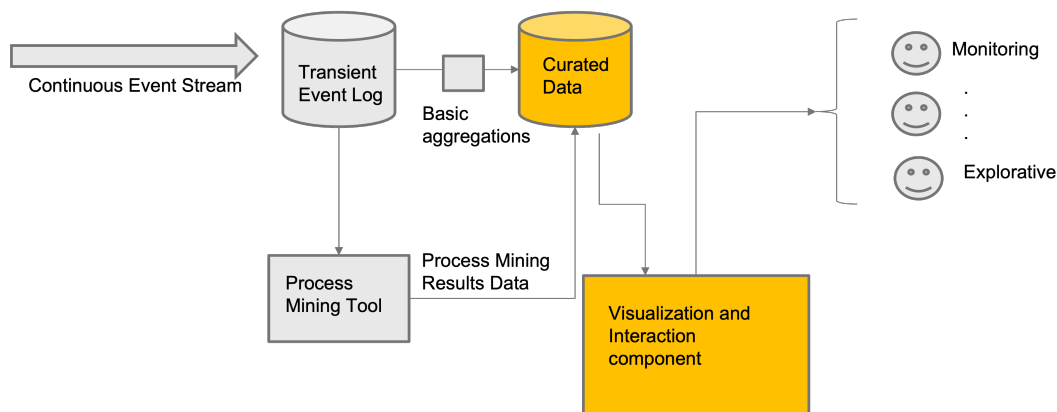 Continuous Event Stream
Transient
Event Log
Basic
aggregations
Curated
Data
Monitoring
.
.
.
Explorative
Process
Mining Tool
Process Mining
Results Data
Visualization and
Interaction
component